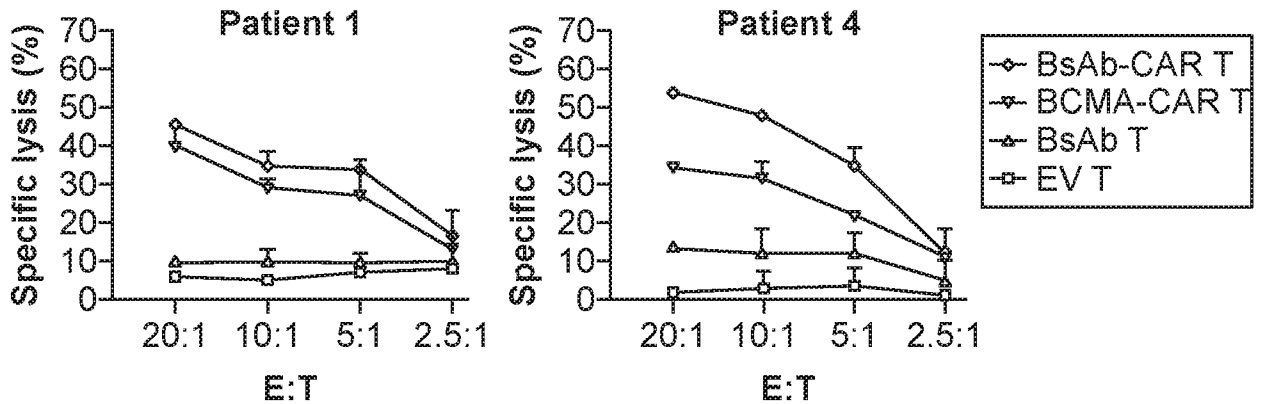 Patient 1
Specific lysis (%)
70
60
50
40
30
20
10
0
20:1 10:1 5:1 2.5:1
E:T
Patient 4
Specific lysis (%)
70
60
50
40
30
20
10
0
20:1 10:1 5:1 2.5:1
E:T
BsAb-CAR T
BCMA-CAR T
BsAb T
EV T